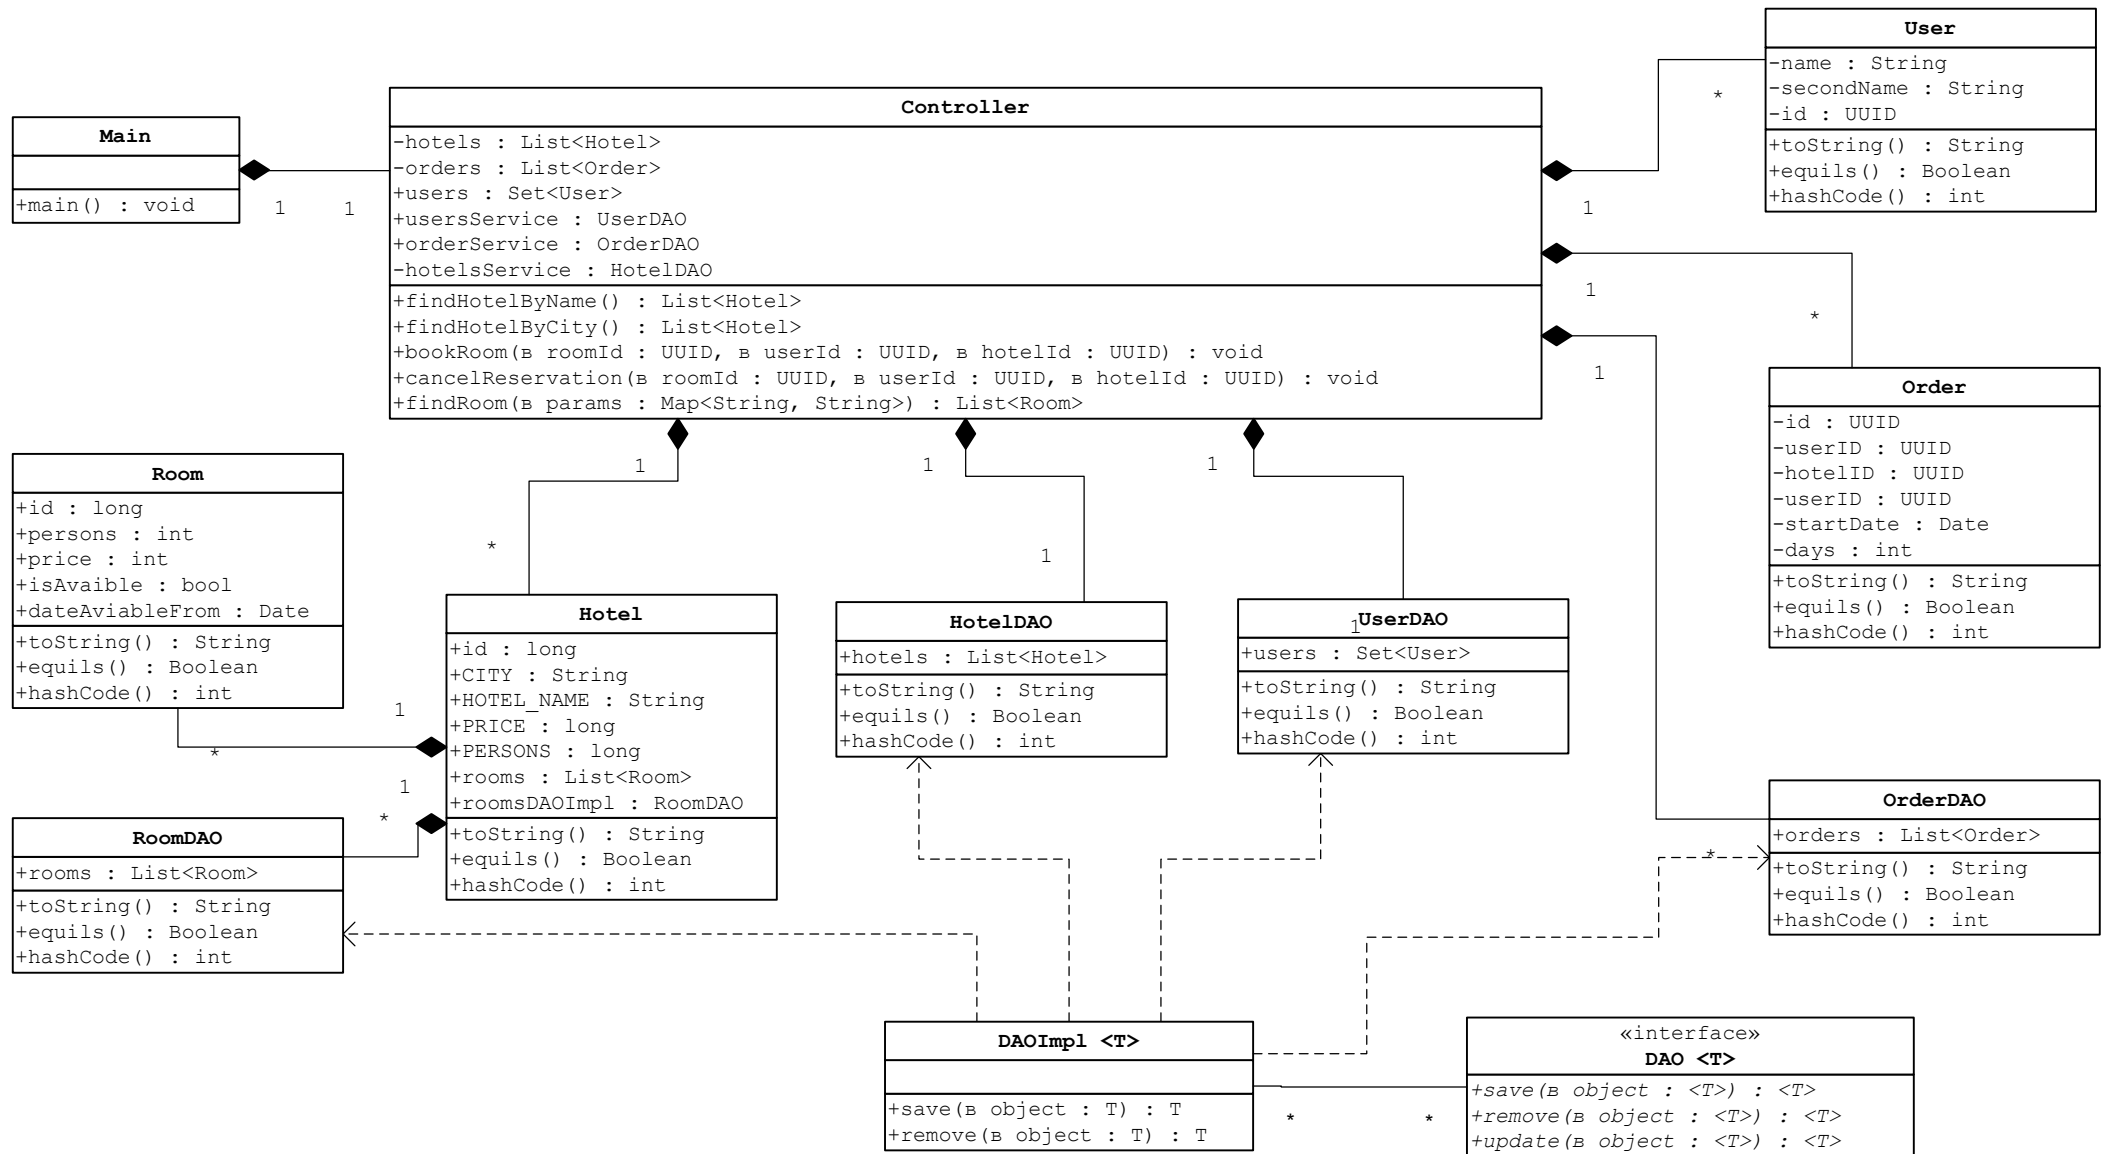 Main
+main() : void
1
1
Controller
-hotels : List<Hotel>
-orders : List<Order>
+users : Set<User>
+usersService : UserDAO
+orderService : OrderDAO
-hotelsService : HotelDAO
+findHotelByName() : List<Hotel>
+findHotelByCity() : List<Hotel>
+bookRoom(в roomId : UUID, в userId : UUID, в hotelId : UUID) : void
+cancelReservation(в roomId : UUID, в userId : UUID, в hotelId : UUID) : void
+findRoom(в params : Map<String, String>) : List<Room>
User
-name : String
-secondName : String
-id : UUID
+toString() : String
+equils() : Boolean
+hashCode() : int
*
1
1
*
1
Order
-id : UUID
-userID : UUID
-hotelID : UUID
-userID : UUID
-startDate : Date
-days : int
+toString() : String
+equils() : Boolean
+hashCode() : int
1
1
1
*
1
1
Room
+id : long
+persons : int
+price : int
+isAvaible : bool
+dateAviableFrom : Date
+toString() : String
+equils() : Boolean
+hashCode() : int
1
*
1
*
Hotel
+id : long
+CITY : String
+HOTEL_NAME : String
+PRICE : long
+PERSONS : long
+rooms : List<Room>
+roomsDAOImpl : RoomDAO
+toString() : String
+equils() : Boolean
+hashCode() : int
HotelDAO
+hotels : List<Hotel>
+toString() : String
+equils() : Boolean
+hashCode() : int
UserDAO
+users : Set<User>
+toString() : String
+equils() : Boolean
+hashCode() : int
RoomDAO
+rooms : List<Room>
+toString() : String
+equils() : Boolean
+hashCode() : int
*
OrderDAO
+orders : List<Order>
+toString() : String
+equils() : Boolean
+hashCode() : int
DAOImpl <T>
+save(в object : T) : T
+remove(в object : T) : T
*
*
«interface»
DAO <T>
+save(в object : <T>) : <T>
+remove(в object : <T>) : <T>
+update(в object : <T>) : <T>